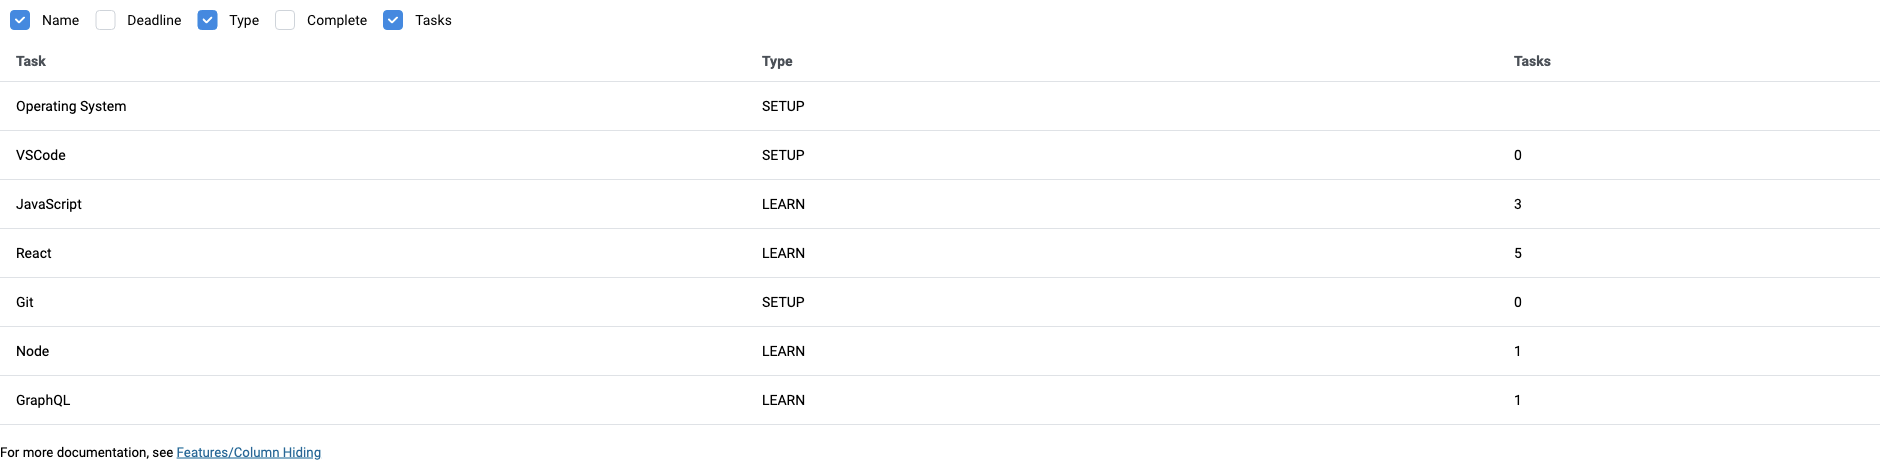 Name Deadline Type Complete Tasks
Task Type Tasks
Operating System SETUP
VSCode SETUP 0
JavaScript LEARN 3
React LEARN 5
Git SETUP 0
Node LEARN 1
GraphQL LEARN 1
For more documentation, see Features/Column Hiding